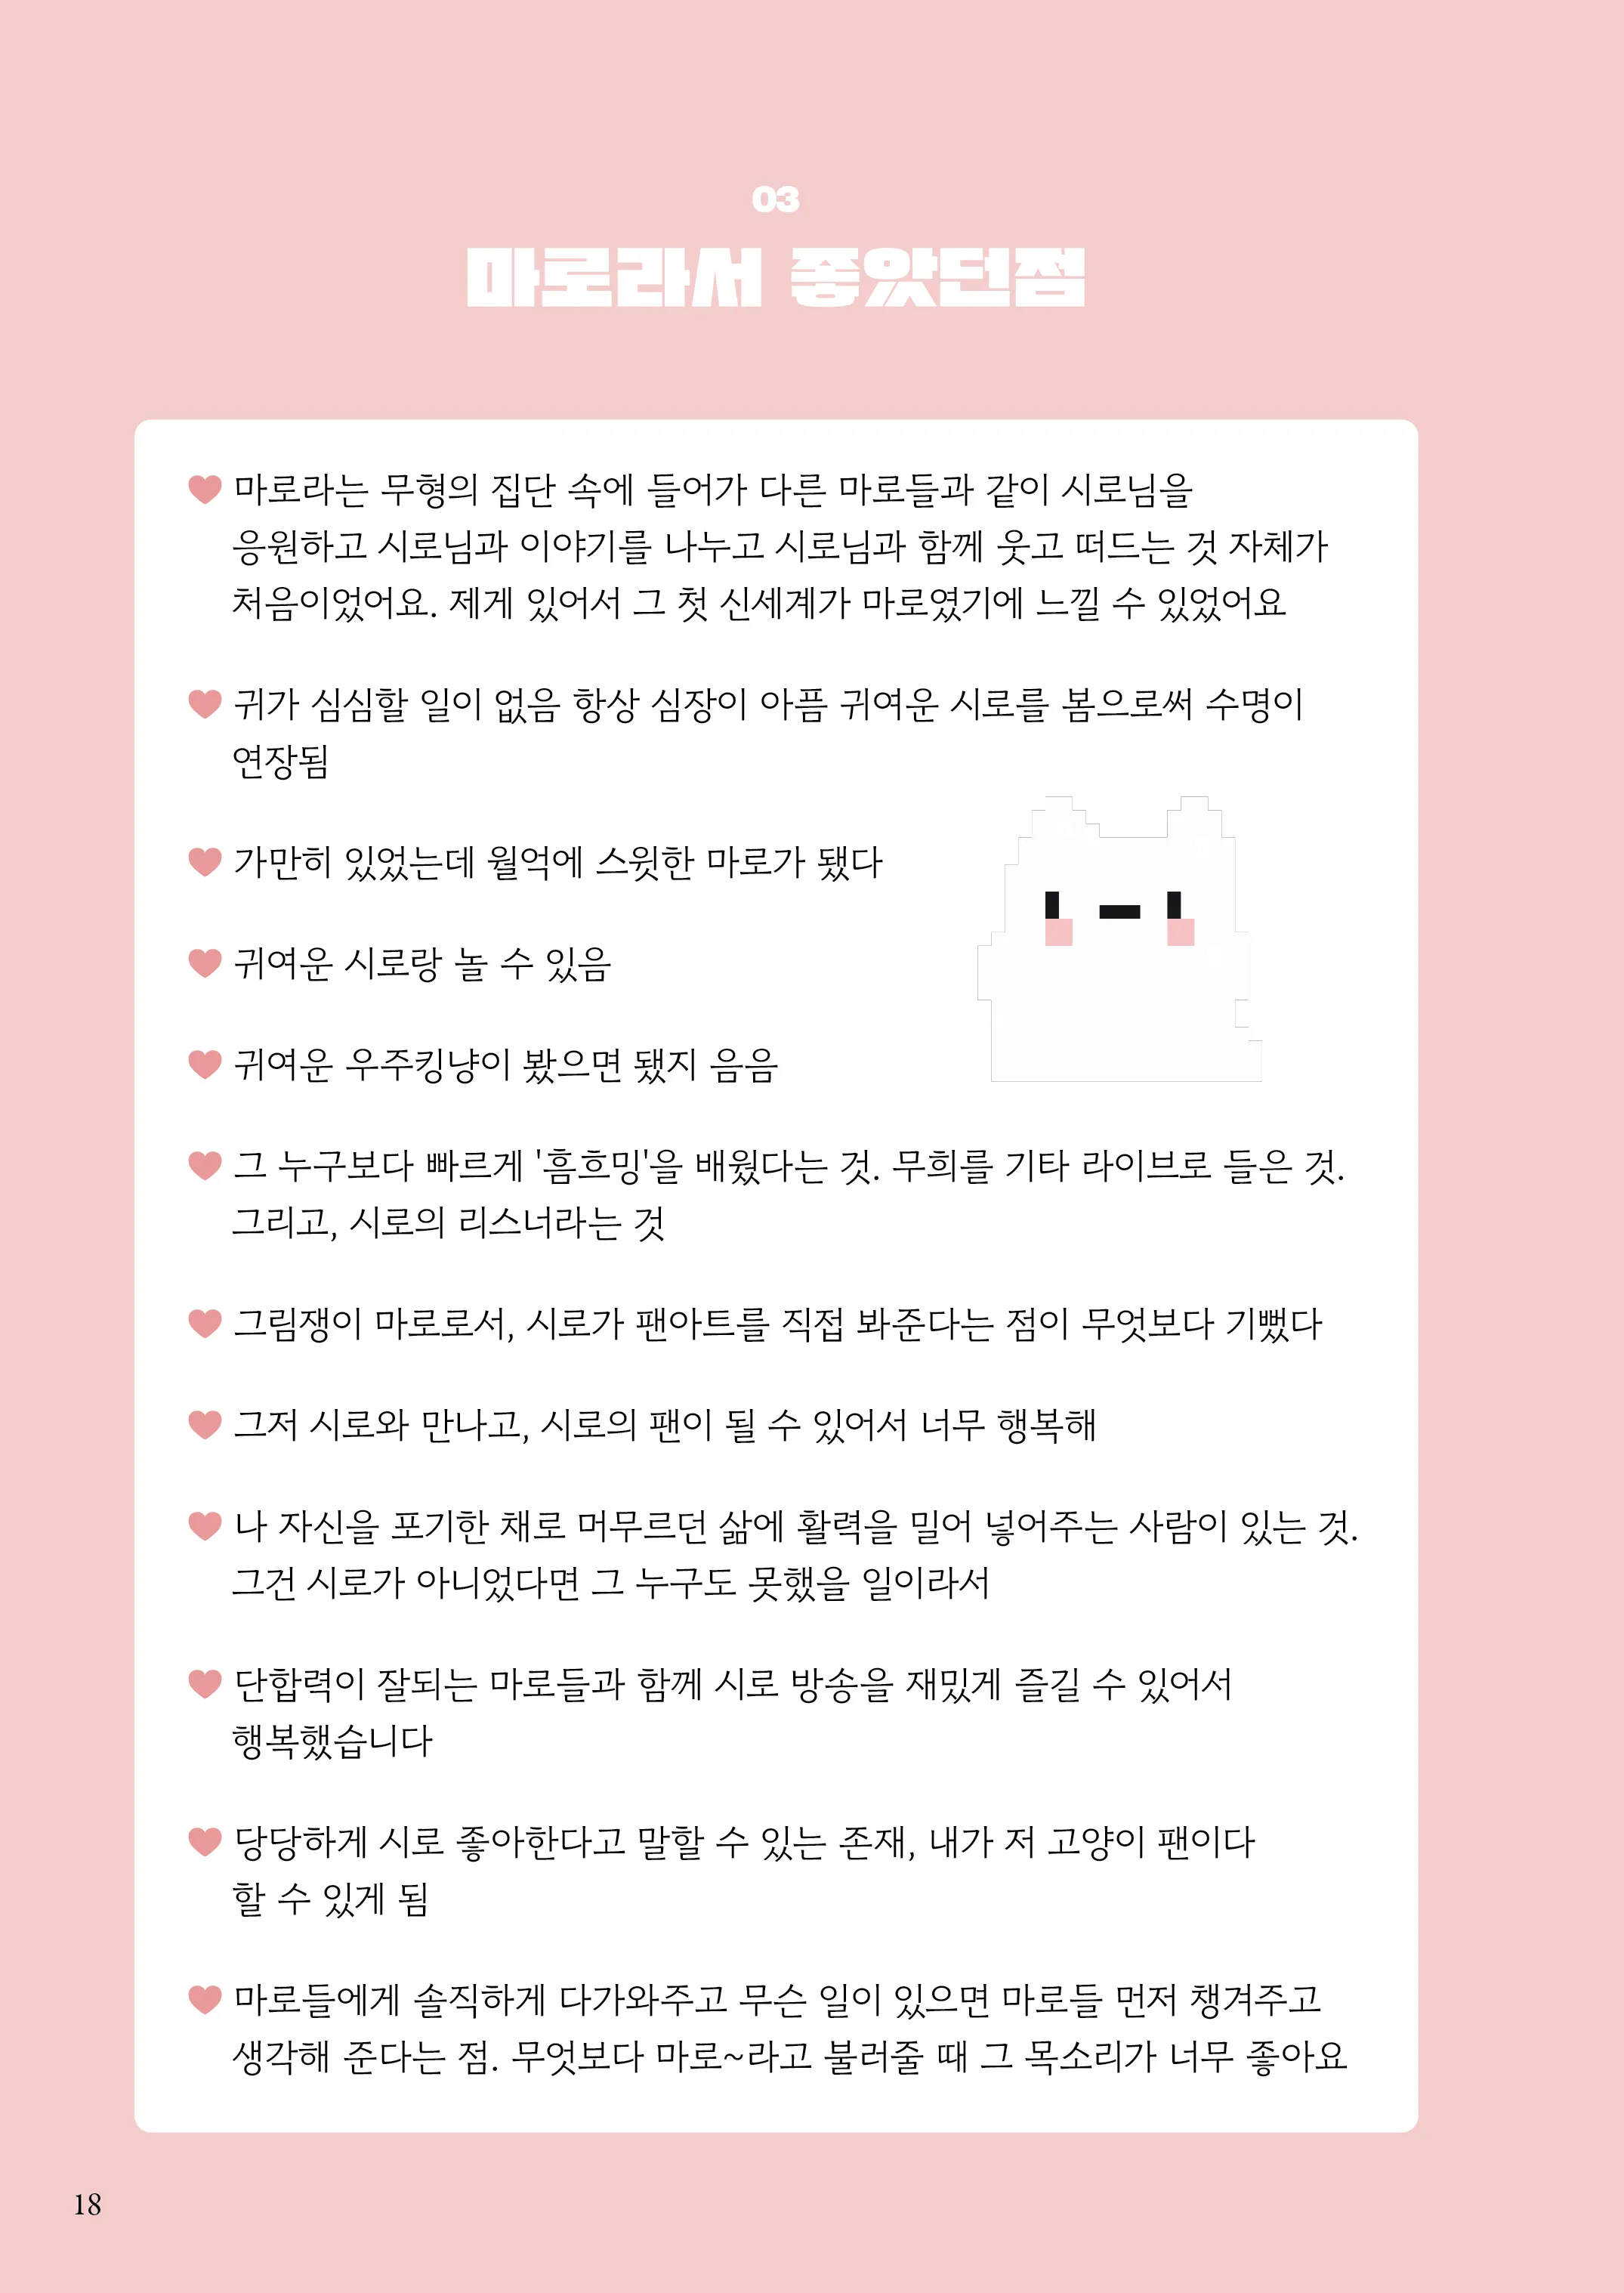 03
마로라서 좋았던점
마로라는 무형의 집단 속에 들어가 다른 마로들과 같이 시로님을
응원하고 시로님과 이야기를 나누고 시로님과 함께 웃고 떠드는 것 자체가
처음이었어요. 제게 있어서 그 첫 신세계가 마로였기에 느낄 수 있었어요
귀가 심심할 일이 없음 항상 심장이 아픔 귀여운 시로를 봄으로써 수명이
연장됨
가만히 있었는데 월억에 스윗한 마로가 됐다
귀여운 시로랑 놀 수 있음
귀여운 우주킹냥이 봤으면 됐지 음음
그 누구보다 빠르게 '흠흐밍'을 배웠다는 것. 무희를 기타 라이브로 들은 것.
그리고, 시로의 리스너라는 것
그림쟁이 마로로서, 시로가 팬아트를 직접 봐준다는 점이 무엇보다 기뻤다
그저 시로와 만나고, 시로의 팬이 될 수 있어서 너무 행복해
나 자신을 포기한 채로 머무르던 삶에 활력을 밀어 넣어주는 사람이 있는 것.
그건 시로가 아니었다면 그 누구도 못했을 일이라서
단합력이 잘되는 마로들과 함께 시로 방송을 재밌게 즐길 수 있어서
행복했습니다
당당하게 시로 좋아한다고 말할 수 있는 존재, 내가 저 고양이 팬이다
할 수 있게 됨
마로들에게 솔직하게 다가와주고 무슨 일이 있으면 마로들 먼저 챙겨주고
생각해 준다는 점. 무엇보다 마로~라고 불러줄 때 그 목소리가 너무 좋아요
18